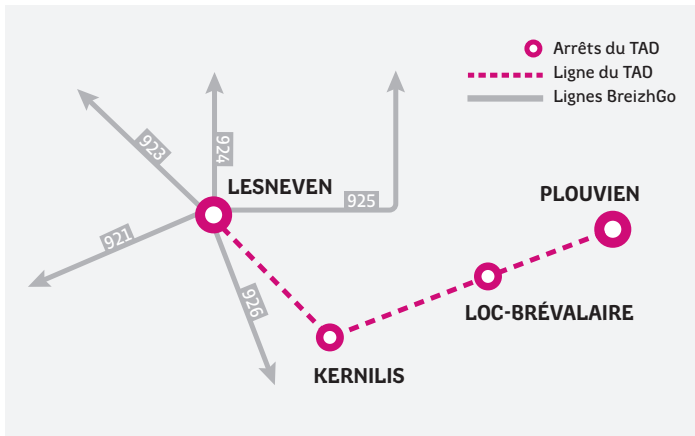 Arrêts du TAD
Ligne du TAD
Lignes BreizhGo
923
924
LESNEVEN
925
PLOUVIEN
921
926
LOC-BRÉVALAIRE
KERNILIS